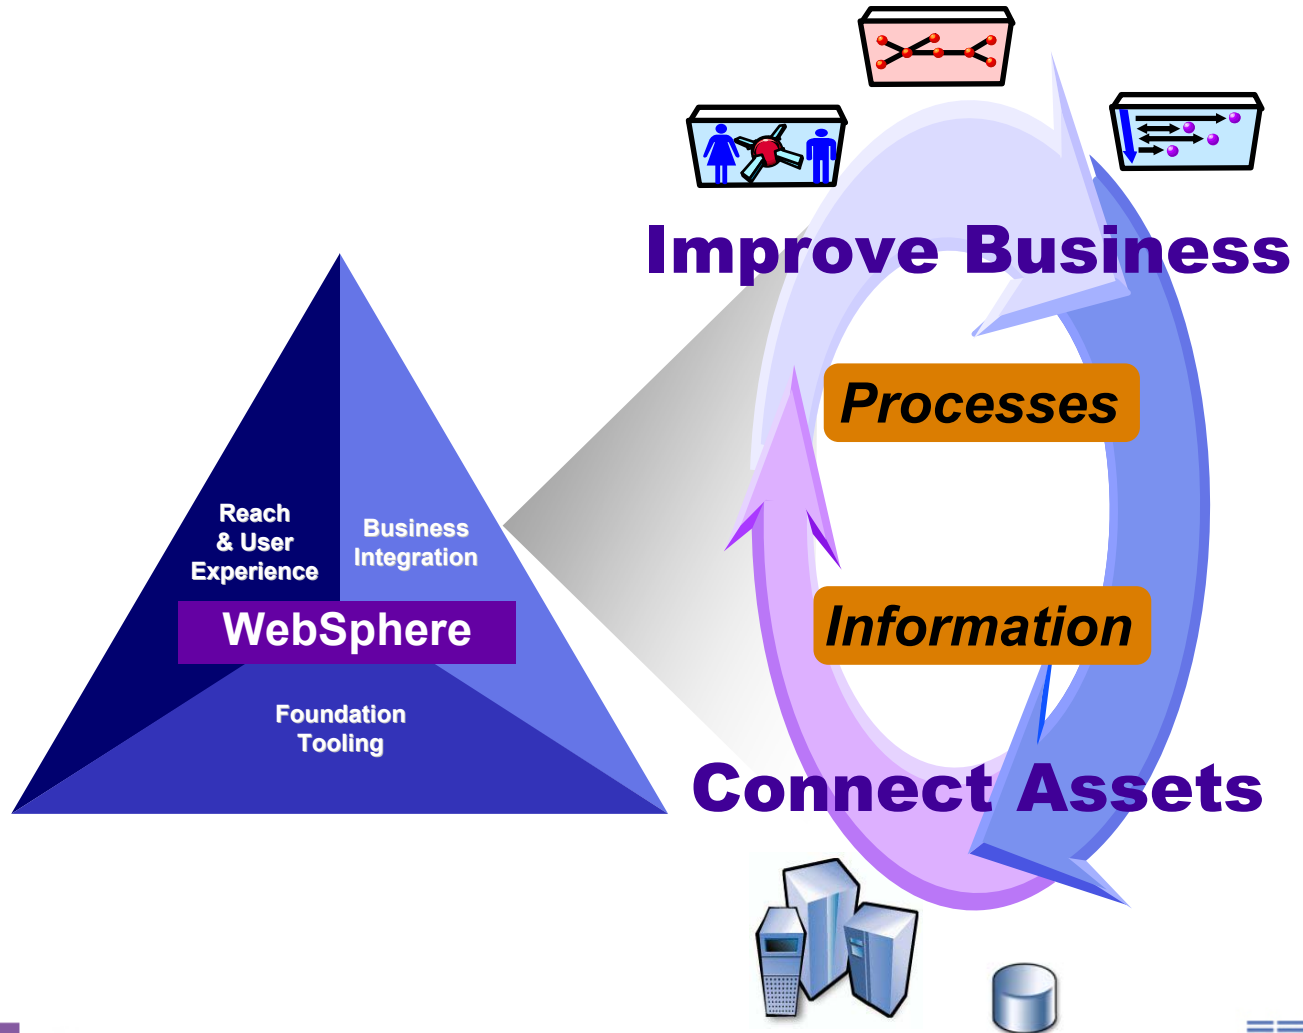 Improve Business
Processes
Reach
& User
Experience
Business
Integration
WebSphere
Information
Foundation
Tooling
Connect Assets